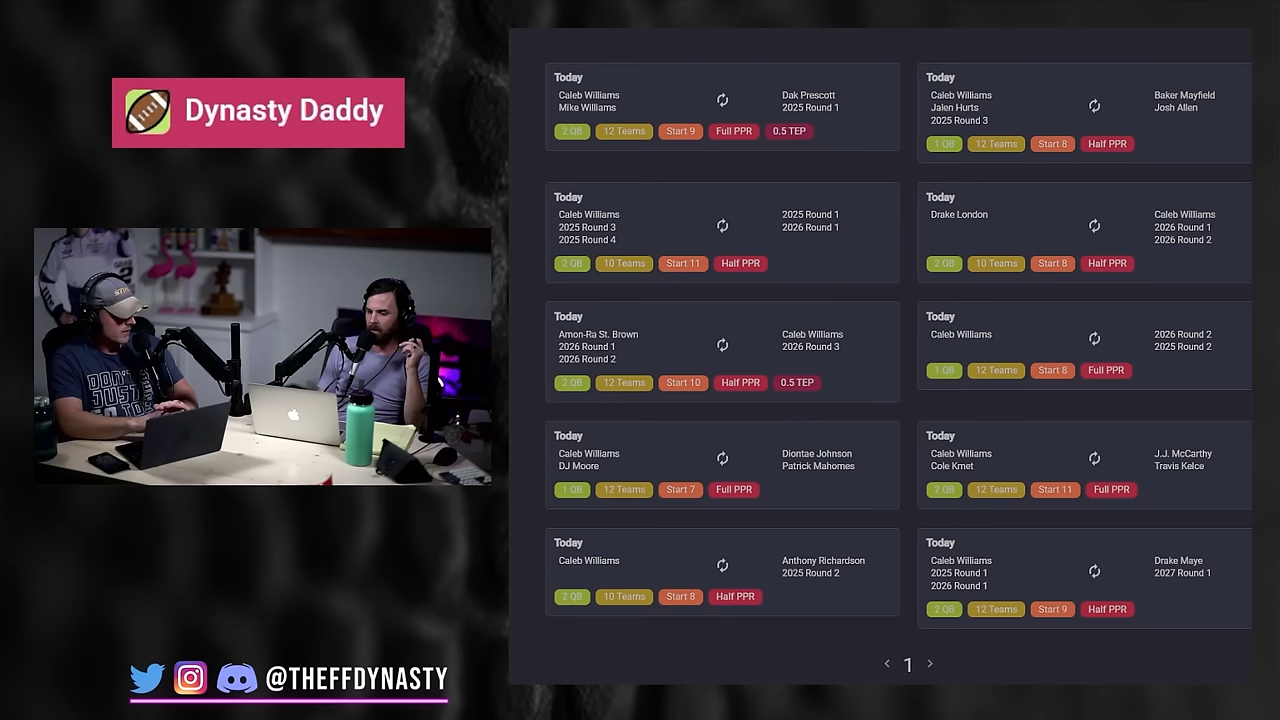 Dynasty Daddy
Today
Caleb Williams
Mike Williams
Dak Prescott
2025 Round 1
2 QB 12 Teams Start 9 Full PPR 0.5 TEP
Today
Caleb Williams
Jalen Hurts
2025 Round 3
Baker Mayfield
Josh Allen
1 QB 12 Teams Start 8 Half PPR
Today
Caleb Williams
2025 Round 3
2025 Round 4
2025 Round 1
2026 Round 1
2 QB 10 Teams Start 11 Half PPR
Today
Drake London
Caleb Williams
2026 Round 1
2026 Round 2
2 QB 10 Teams Start 8 Half PPR
Today
Amon-Ra St. Brown
2026 Round 1
2026 Round 2
Caleb Williams
2026 Round 3
2 QB 12 Teams Start 10 Half PPR 0.5 TEP
Today
Caleb Williams
2026 Round 2
2025 Round 2
1 QB 12 Teams Start 8 Full PPR
Today
Caleb Williams
DJ Moore
Diontae Johnson
Patrick Mahomes
1 QB 12 Teams Start 7 Full PPR
Today
Caleb Williams
Cole Kmet
J.J. McCarthy
Travis Kelce
2 QB 12 Teams Start 11 Full PPR
Today
Caleb Williams
Anthony Richardson
2025 Round 2
2 QB 10 Teams Start 8 Half PPR
Today
Caleb Williams
2025 Round 1
2026 Round 1
Drake Maye
2027 Round 1
2 QB 12 Teams Start 9 Half PPR
1
DON'T
JUST
GO TO
@THEFFDYNASTY